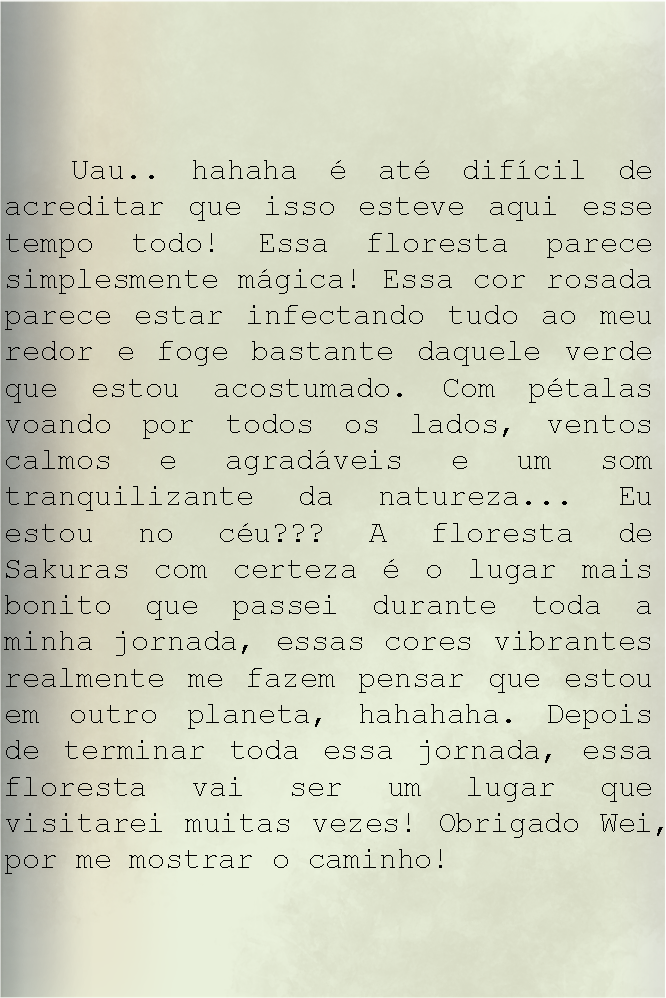 Uau.. hahaha é até difícil de
acreditar que isso esteve aqui esse
tempo todo! Essa floresta parece
simplesmente mágica! Essa cor rosada
parece estar infectando tudo ao meu
redor e foge bastante daquele verde
que estou acostumado. Com pétalas
voando por todos os lados, ventos
calmos e agradáveis e um som
tranquilizante da natureza... Eu
estou no céu??? A floresta de
Sakuras com certeza é o lugar mais
bonito que passei durante toda a
minha jornada, essas cores vibrantes
realmente me fazem pensar que estou
em outro planeta, hahahaha. Depois
de terminar toda essa jornada, essa
floresta vai ser um lugar que
visitarei muitas vezes! Obrigado Wei,
por me mostrar o caminho!